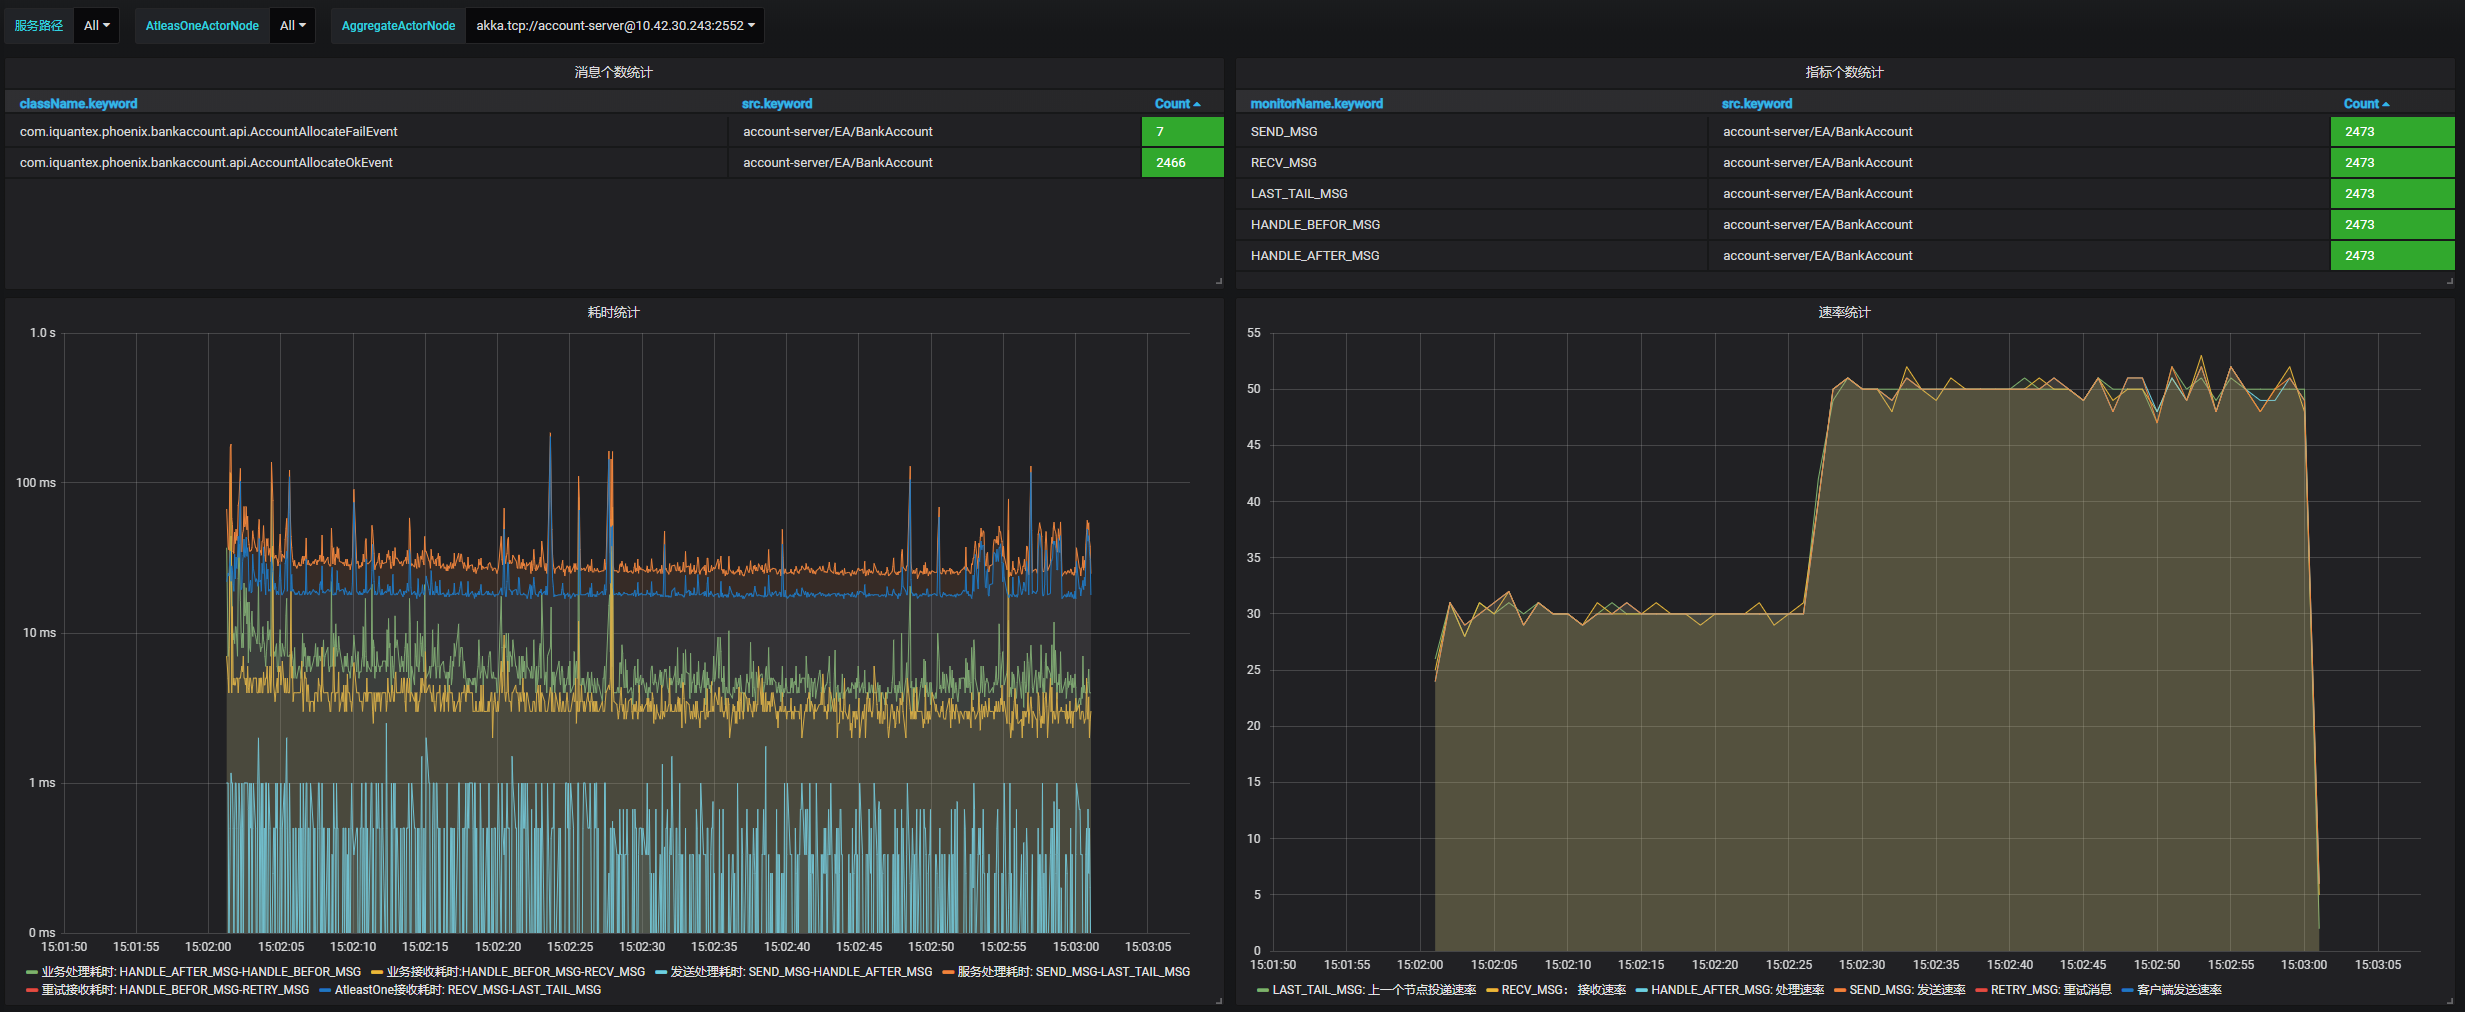 服务路径 All AtleasOneActorNode All AggregateActorNode akka.tcp://account-server@10.42.30.243:2552
消息个数统计
className.keyword src.keyword Count
com.iquantex.phoenix.bankaccount.api.AccountAllocateFailEvent account-server/EA/BankAccount 7
com.iquantex.phoenix.bankaccount.api.AccountAllocateOkEvent account-server/EA/BankAccount 2466
指标个数统计
monitorName.keyword src.keyword Count
SEND_MSG account-server/EA/BankAccount 2473
RECV_MSG account-server/EA/BankAccount 2473
LAST_TAIL_MSG account-server/EA/BankAccount 2473
HANDLE_BEFOR_MSG account-server/EA/BankAccount 2473
HANDLE_AFTER_MSG account-server/EA/BankAccount 2473
耗时统计
1.0 s
100 ms
10 ms
1 ms
0 ms
15:01:50 15:01:55 15:02:00 15:02:05 15:02:10 15:02:15 15:02:20 15:02:25 15:02:30 15:02:35 15:02:40 15:02:45 15:02:50 15:02:55 15:03:00 15:03:05
业务处理耗时: HANDLE_AFTER_MSG-HANDLE_BEFOR_MSG 业务接收耗时:HANDLE_BEFOR_MSG-RECV_MSG 发送处理耗时: SEND_MSG-HANDLE_AFTER_MSG 服务处理耗时: SEND_MSG-LAST_TAIL_MSG
重试接收耗时: HANDLE_BEFOR_MSG-RETRY_MSG AtleastOne接收耗时: RECV_MSG-LAST_TAIL_MSG
速率统计
55
50
45
40
35
30
25
20
15
10
5
0
15:01:50 15:01:55 15:02:00 15:02:05 15:02:10 15:02:15 15:02:20 15:02:25 15:02:30 15:02:35 15:02:40 15:02:45 15:02:50 15:02:55 15:03:00 15:03:05
LAST_TAIL_MSG: 上一个节点投递速率 RECV_MSG： 接收速率 HANDLE_AFTER_MSG: 处理速率 SEND_MSG: 发送速率 RETRY_MSG: 重试消息 客户端发送速率